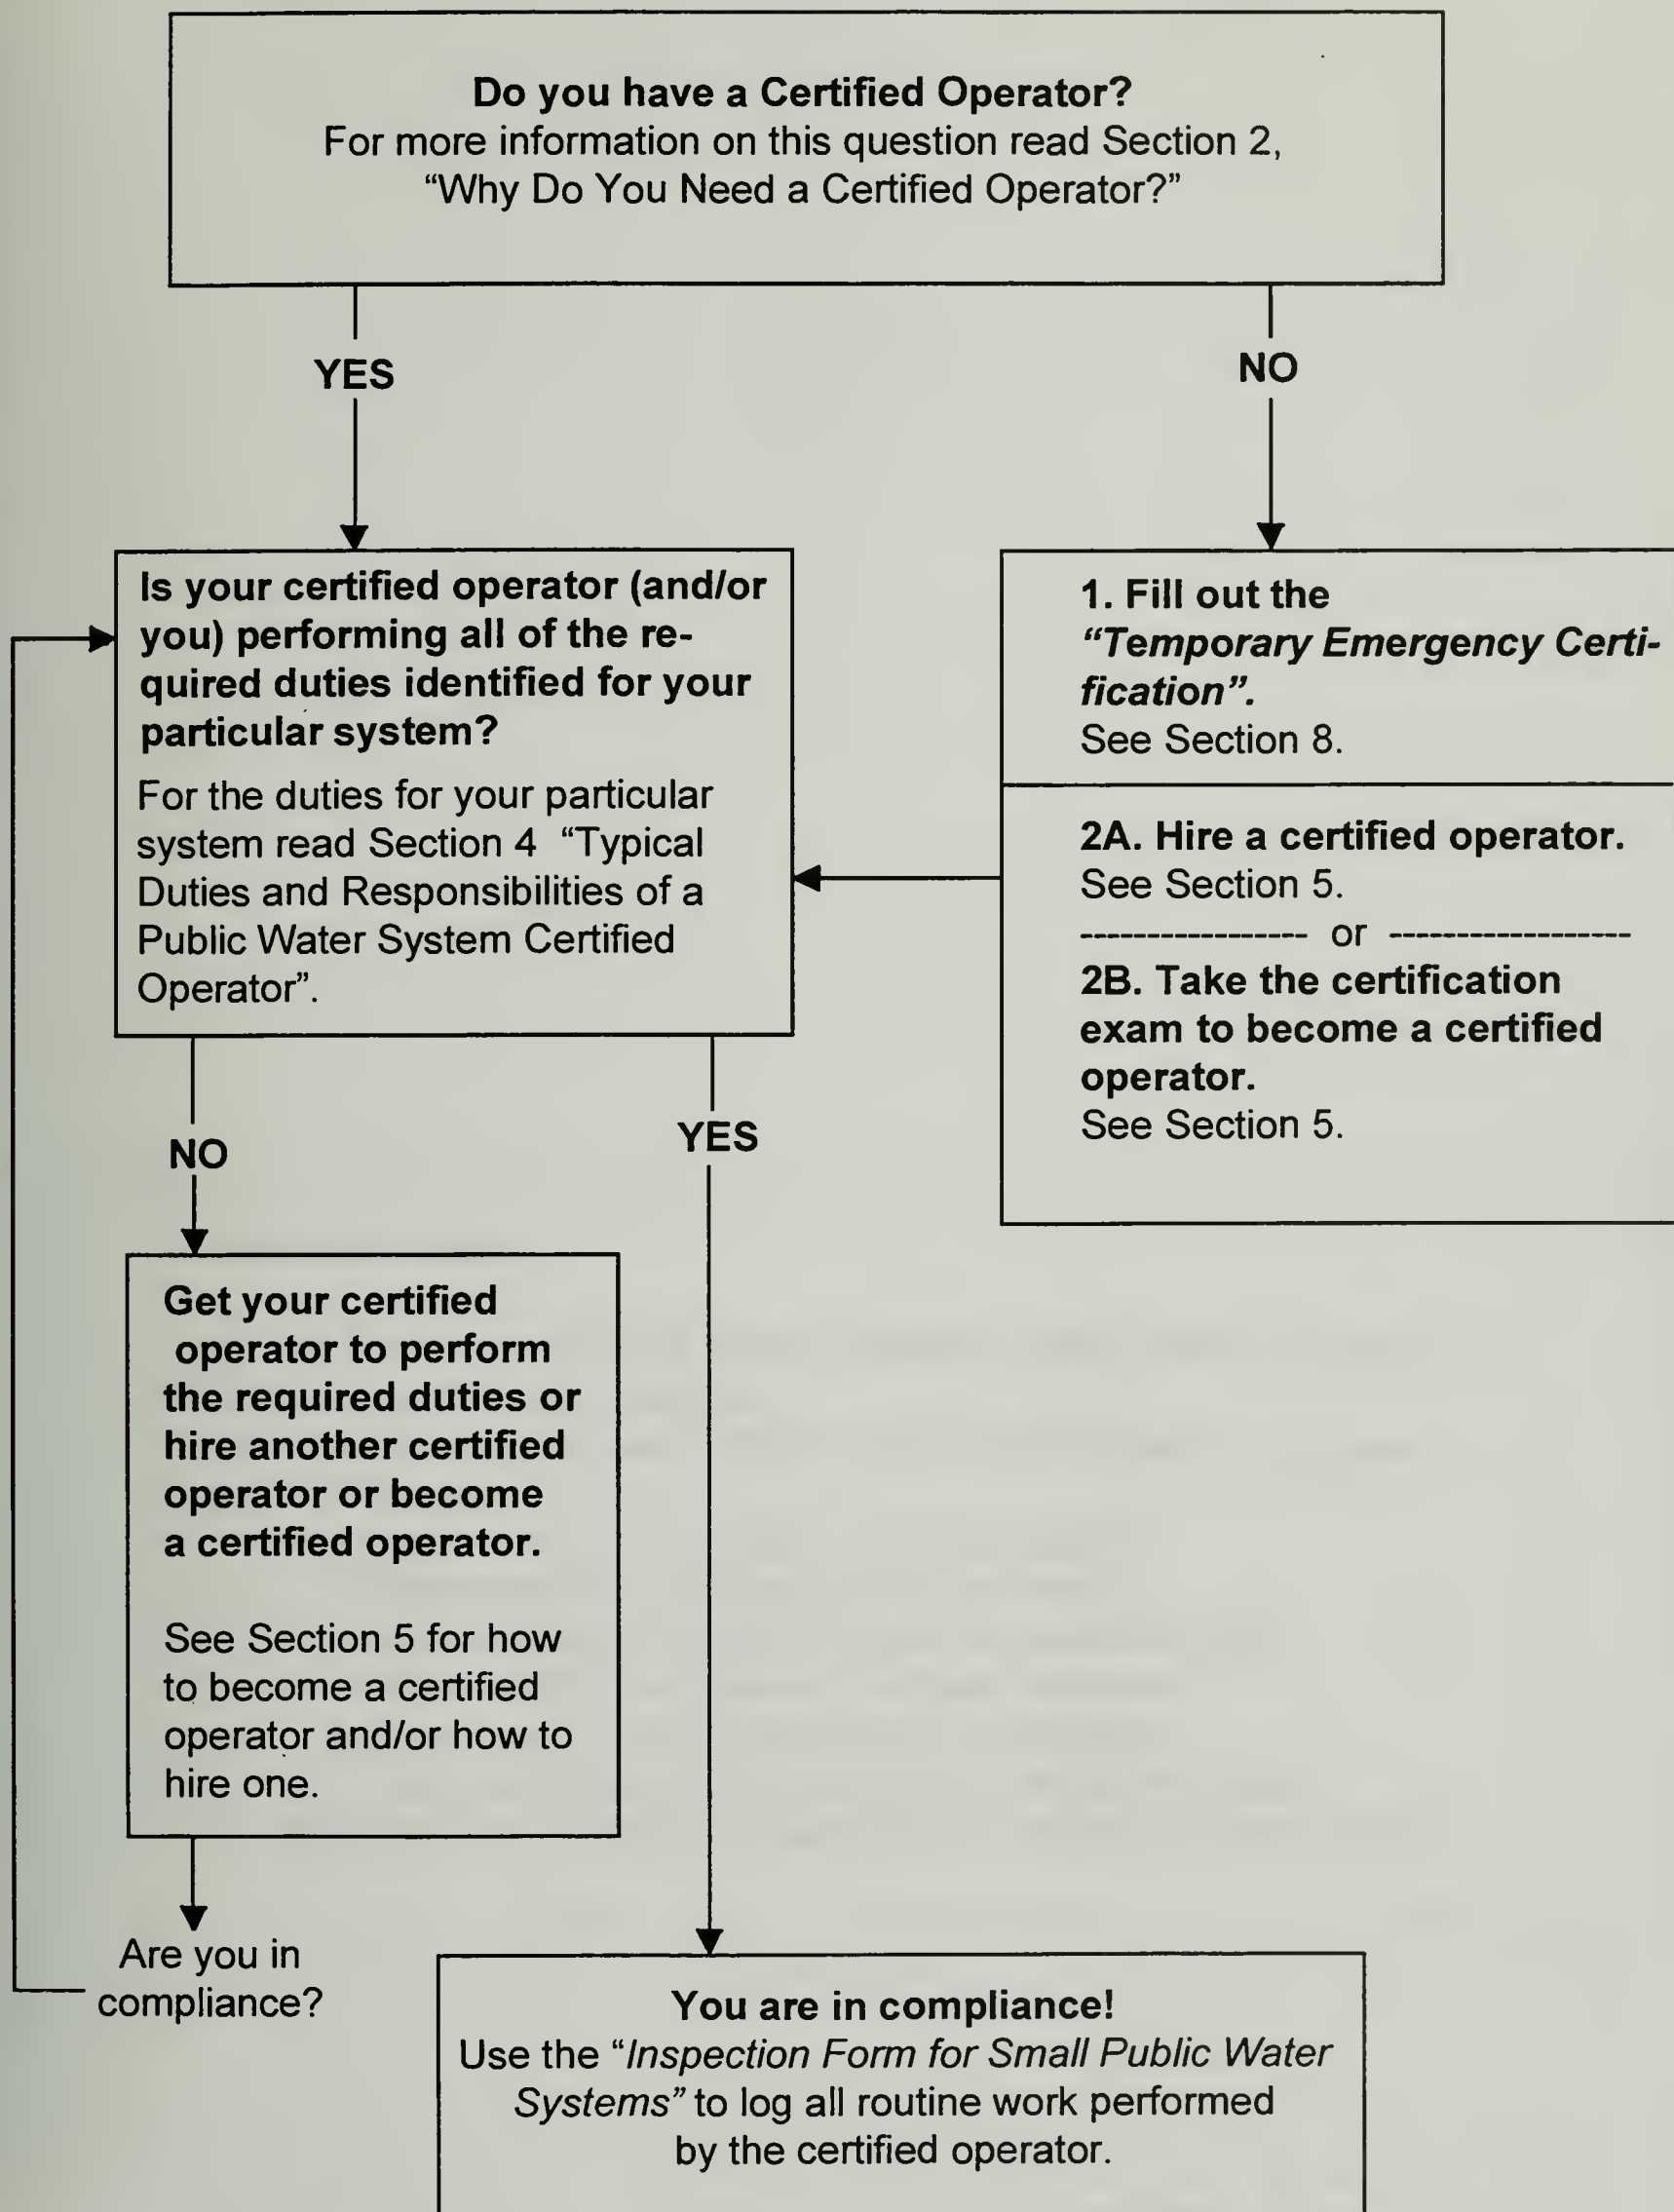 Do you have a Certified Operator?
For more information on this question read Section 2,
“Why Do You Need a Certified Operator?”
YES
NO
Is your certified operator (and/or
you) performing all of the re-
quired duties identified for your
particular system?
For the duties for your particular
system read Section 4 “Typical
Duties and Responsibilities of a
Public Water System Certified
Operator”.
1. Fill out the
“Temporary Emergency Certi-
fication”.
See Section 8.
2A. Hire a certified operator.
See Section 5.
----------------- or ------------------
2B. Take the certification
exam to become a certified
operator.
See Section 5.
NO
YES
Get your certified
operator to perform
the required duties or
hire another certified
operator or become
a certified operator.
See Section 5 for how
to become a certified
operator and/or how to
hire one.
Are you in
compliance?
You are in compliance!
Use the “Inspection Form for Small Public Water
Systems” to log all routine work performed
by the certified operator.